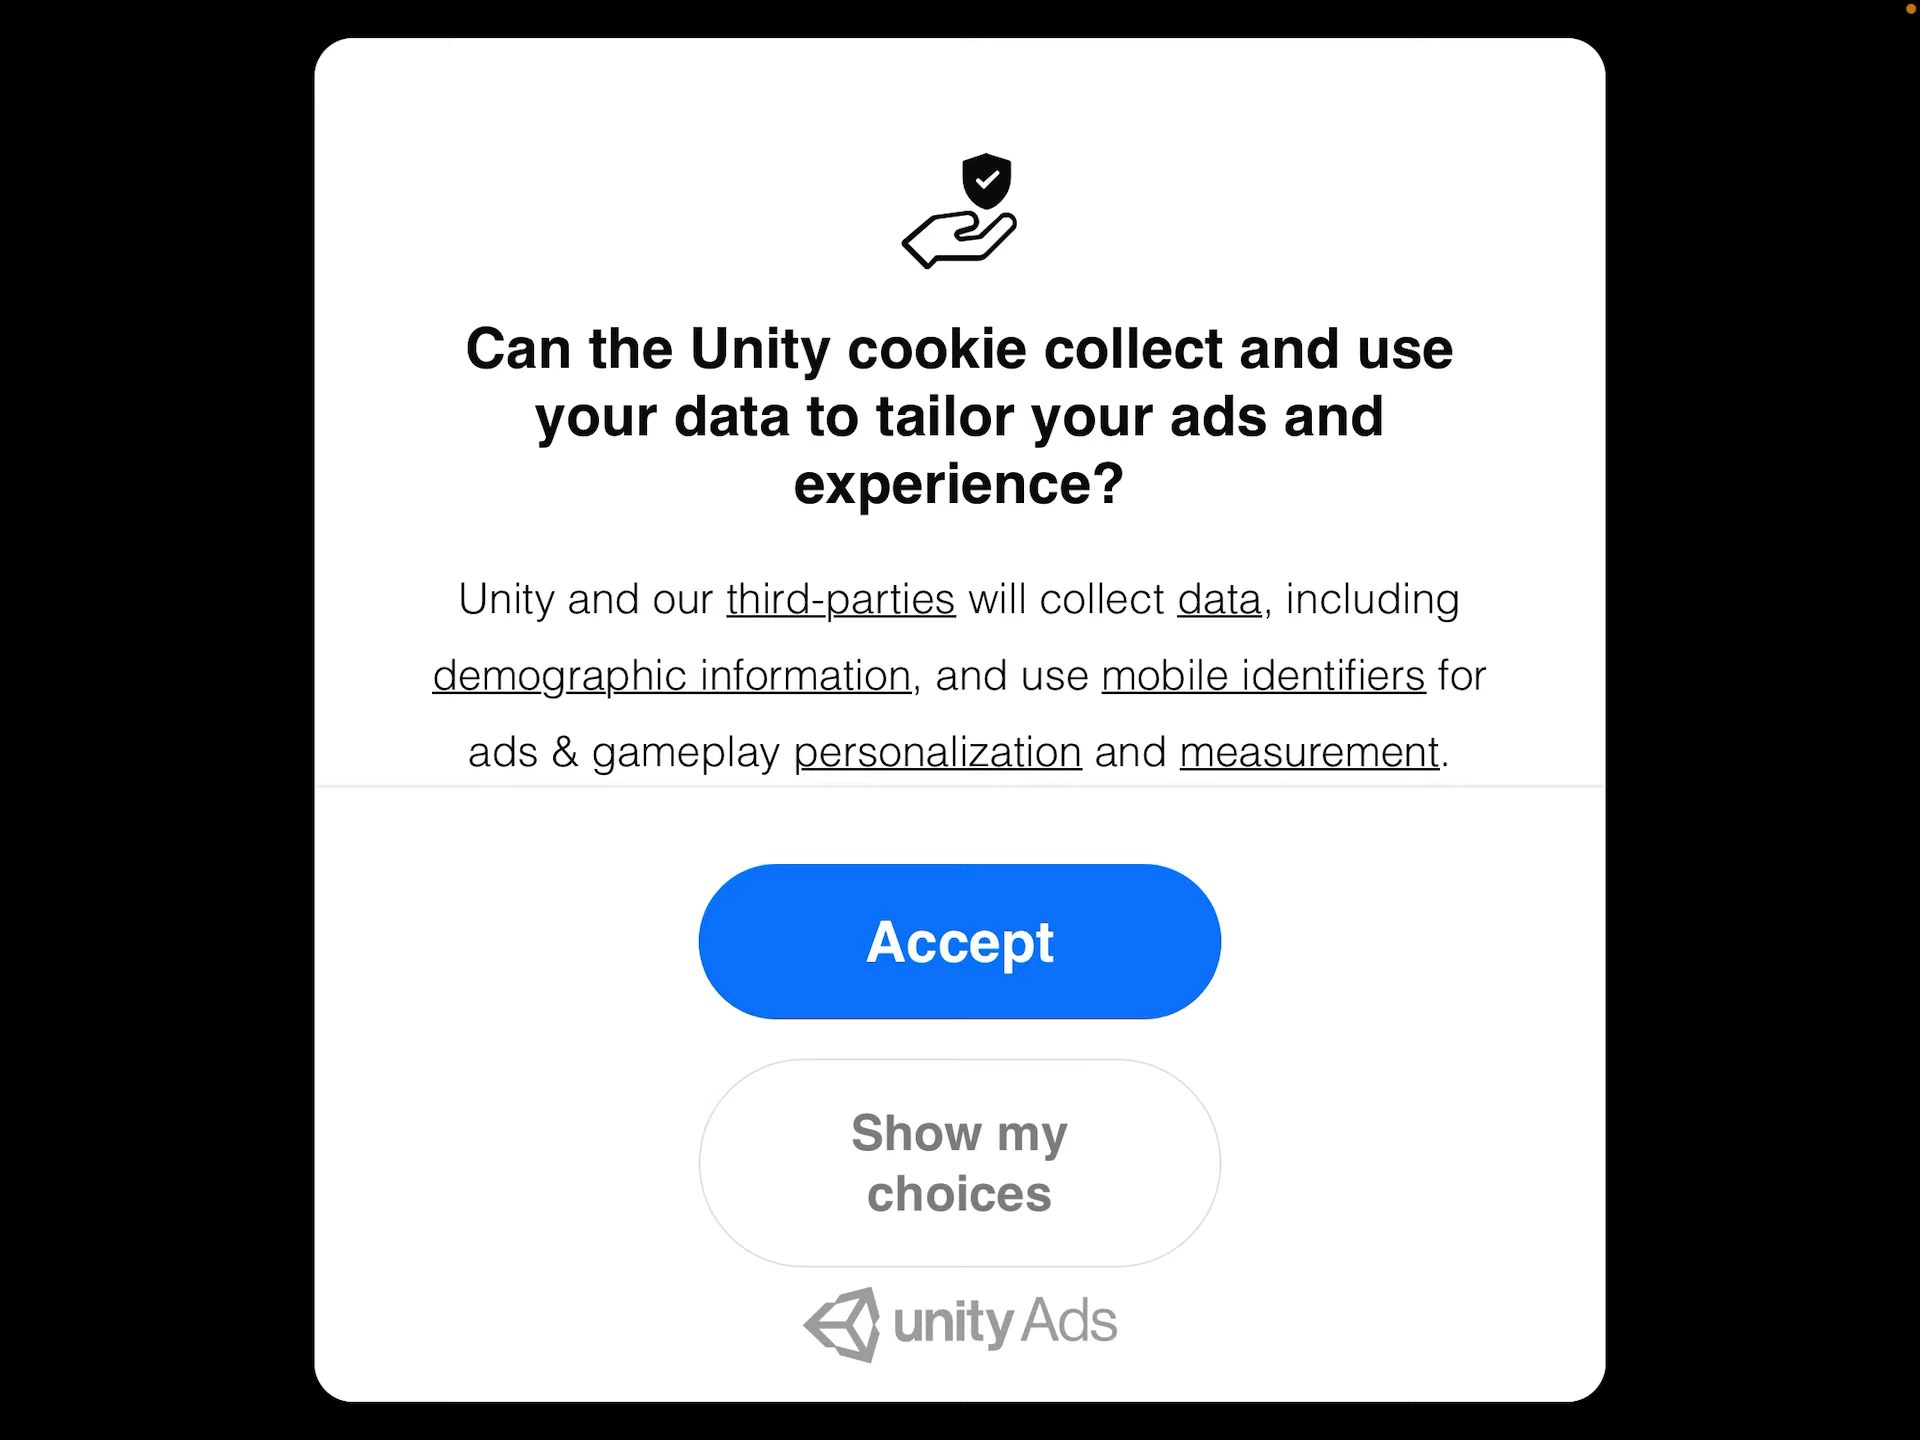 Can the Unity cookie collect and use
your data to tailor your ads and
experience?
Unity and our third-parties will collect data, including
demographic information, and use mobile identifiers for
ads & gameplay personalization and measurement.
Accept
Show my
choices
unity Ads